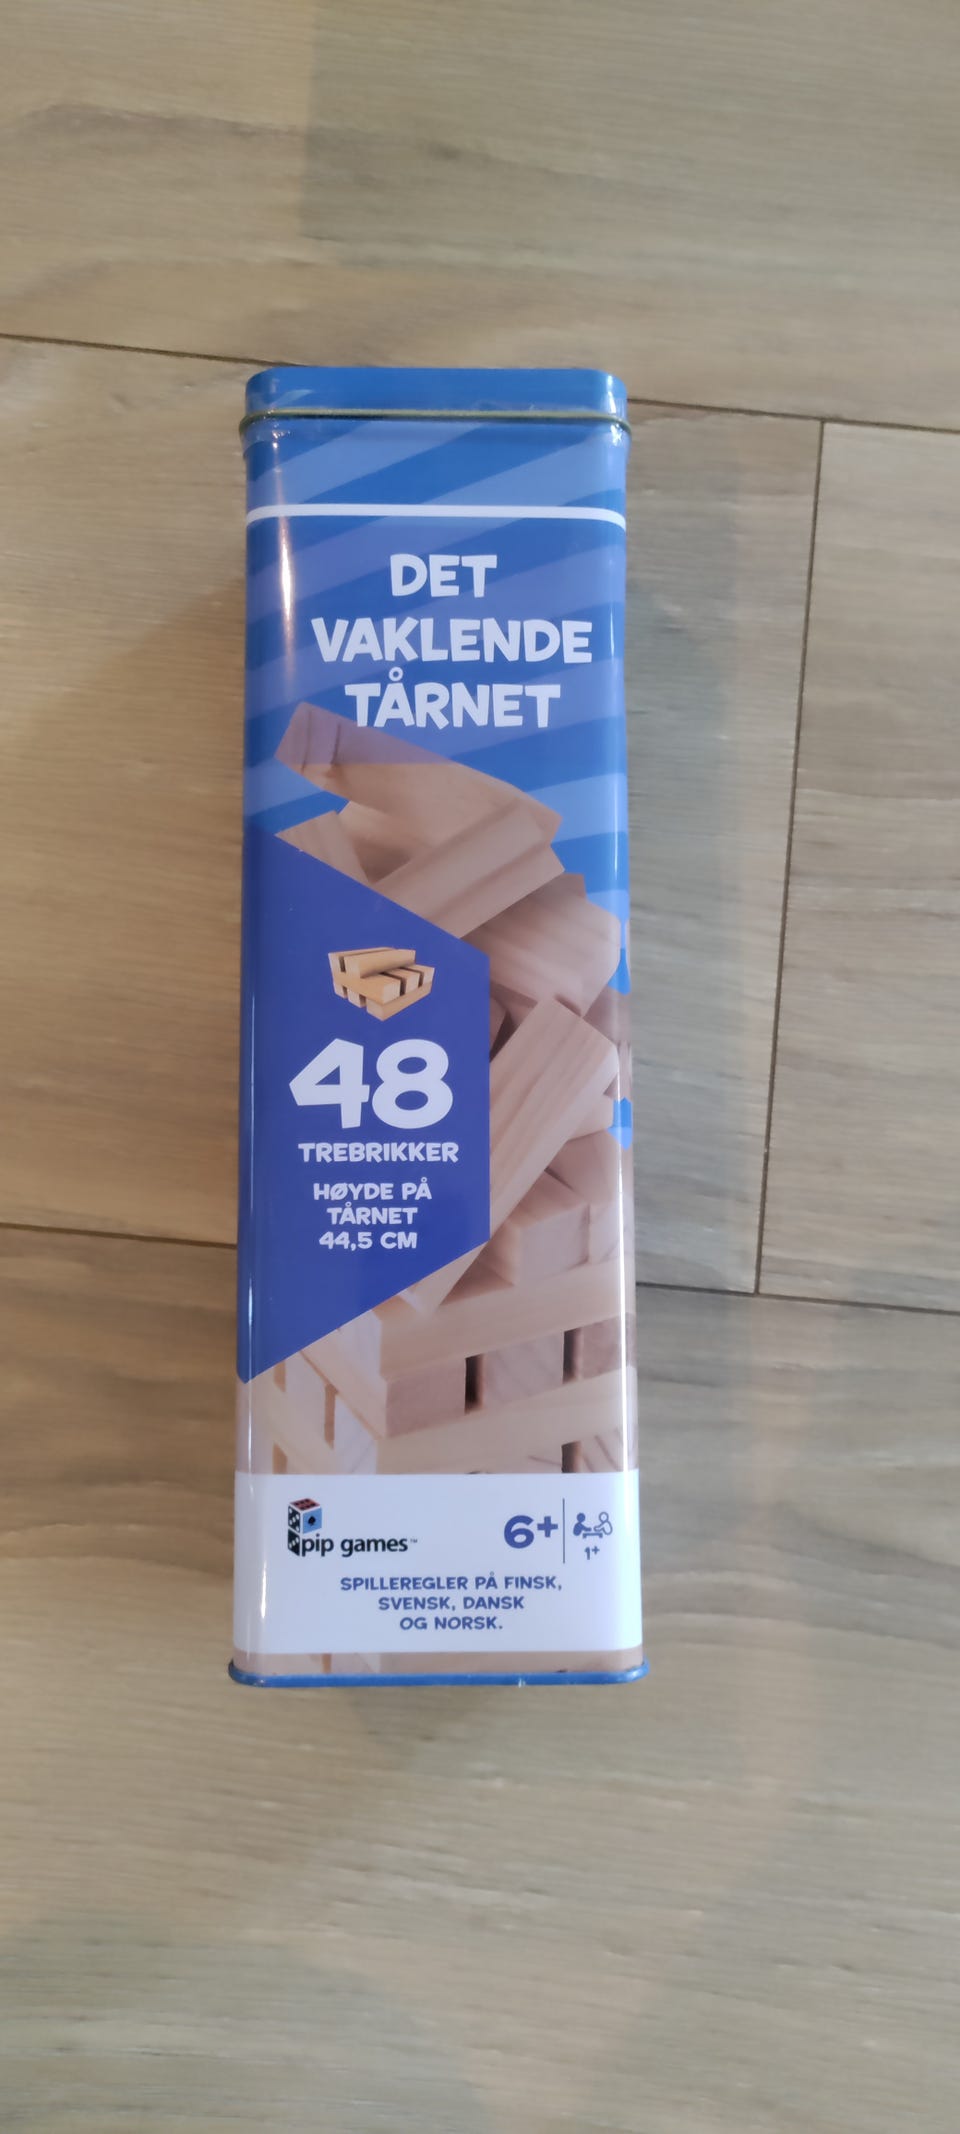 DET
VAKLENDE
TÅRNET
48
TREBRIKKER
HØYDE PÅ
TÅRNET
44,5 CM
pip games™
6+
1+
SPILLEREGLER PÅ FINSK,
SVENSK, DANSK
OG NORSK.